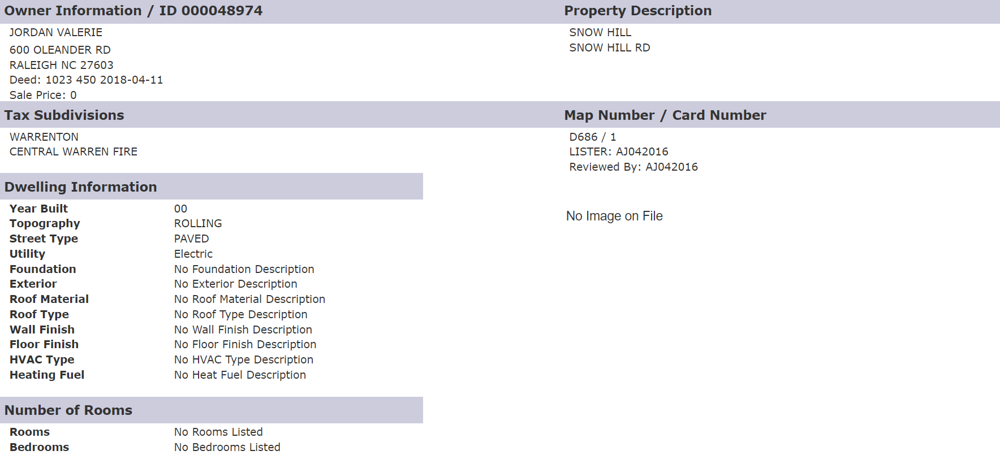 Owner Information / ID 000048974
JORDAN VALERIE
600 OLEANDER RD
RALEIGH NC 27603
Deed: 1023 450 2018-04-11
Sale Price: 0
Property Description
SNOW HILL
SNOW HILL RD
Tax Subdivisions
WARRENTON
CENTRAL WARREN FIRE
Map Number / Card Number
D686 / 1
LISTER: AJ042016
Reviewed By: AJ042016
No Image on File
Dwelling Information
Year Built 00
Topography ROLLING
Street Type PAVED
Utility Electric
Foundation No Foundation Description
Exterior No Exterior Description
Roof Material No Roof Material Description
Roof Type No Roof Type Description
Wall Finish No Wall Finish Description
Floor Finish No Floor Finish Description
HVAC Type No HVAC Type Description
Heating Fuel No Heat Fuel Description
Number of Rooms
Rooms No Rooms Listed
Bedrooms No Bedrooms Listed